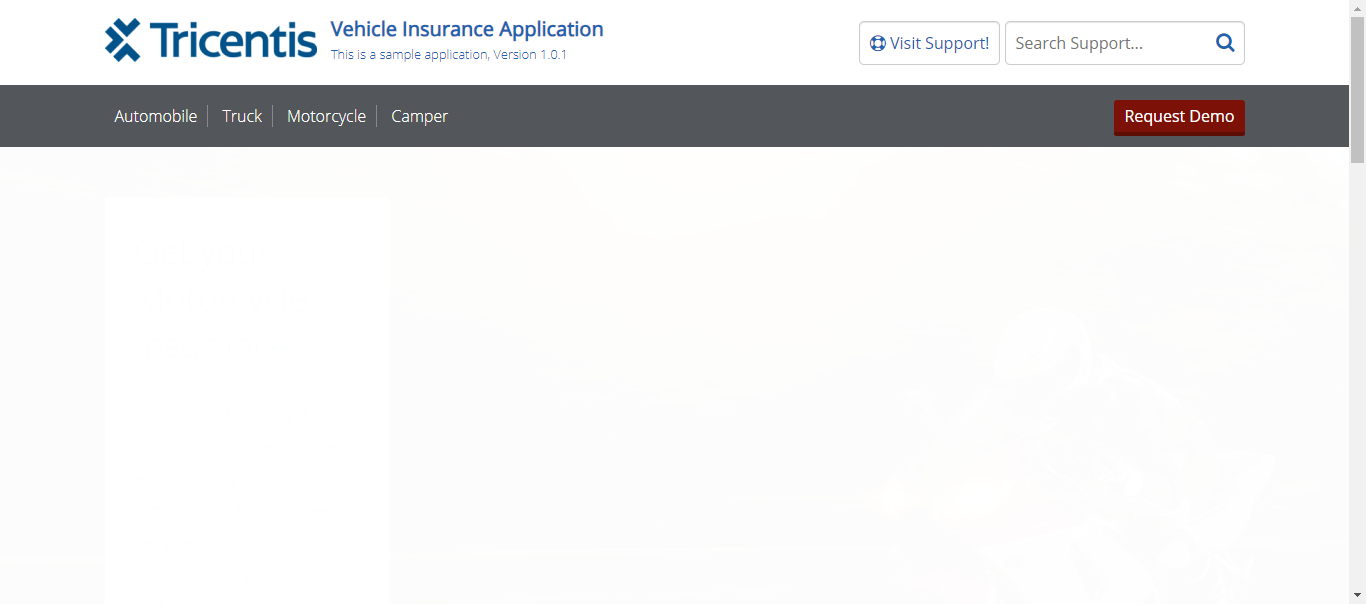 Tricentis
Vehicle Insurance Application
This is a sample application, Version 1.0.1
Visit Support!
Search Support...
Automobile
Truck
Motorcycle
Camper
Request Demo